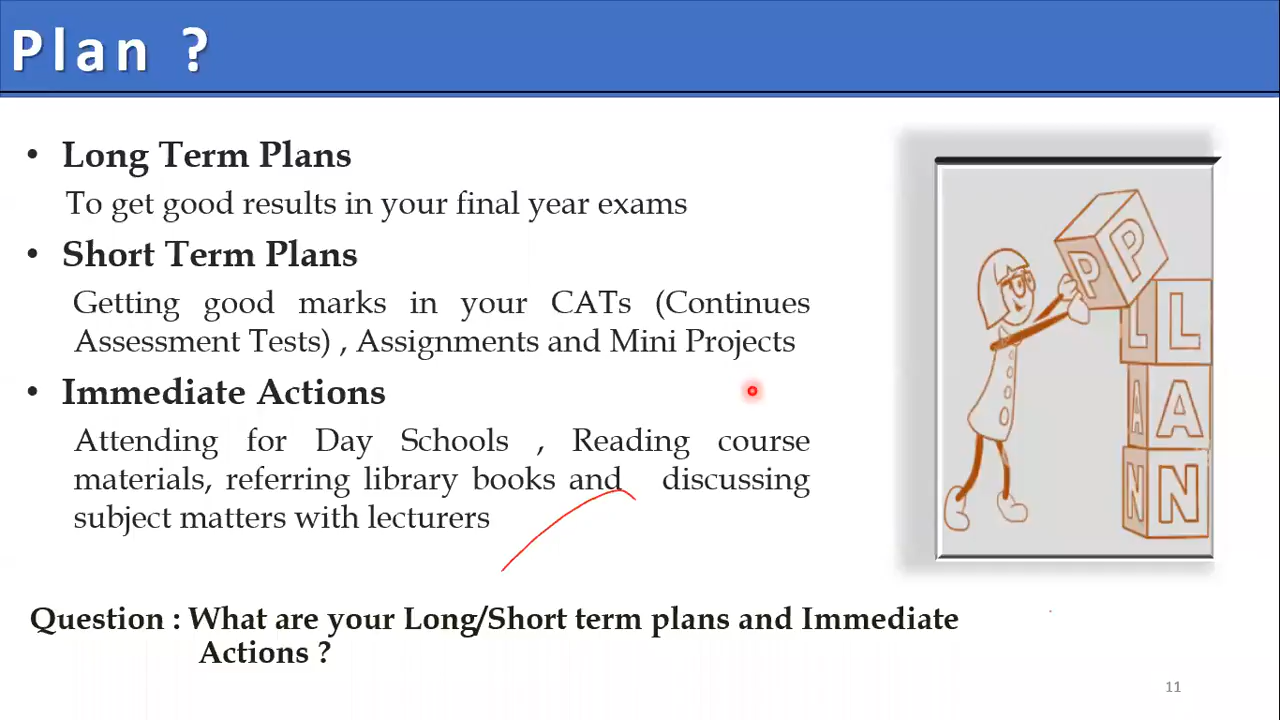 Plan ?
• Long Term Plans
To get good results in your final year exams
• Short Term Plans
Getting good marks in your CATs (Continues
Assessment Tests) , Assignments and Mini Projects
• Immediate Actions
Attending for Day Schools , Reading course
materials, referring library books and discussing
subject matters with lecturers
Question : What are your Long/Short term plans and Immediate
Actions ?
P P
L L
A A
N N
11